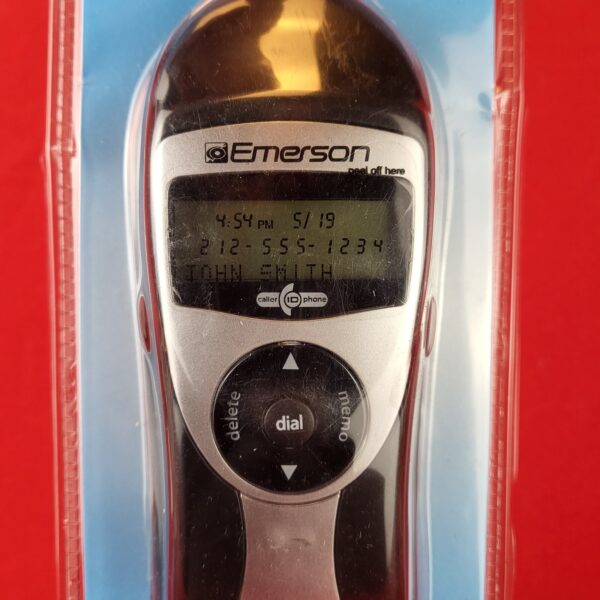 Emerson
peel off here
4:54 PM 5/19
212-555-1234
JOHN SMITH
caller ID phone
delete
dial
memo